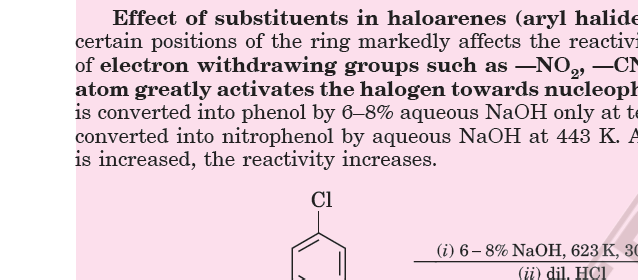 Effect of substituents in haloarenes (aryl halide
certain positions of the ring markedly affects the reactivi
of electron withdrawing groups such as —NO₂, —CN
atom greatly activates the halogen towards nucleoph
is converted into phenol by 6–8% aqueous NaOH only at te
converted into nitrophenol by aqueous NaOH at 443 K. A
is increased, the reactivity increases.
Cl
(i) 6 – 8% NaOH, 623 K, 30
(ii) dil. HCl